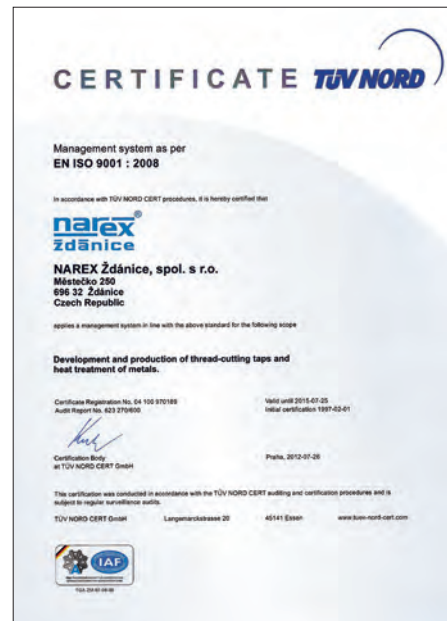 CERTIFICATE TÜV NORD
Management system as per
EN ISO 9001 : 2008
In accordance with TÜV NORD CERT procedures, it is hereby certified that
narex®
ždánice
NAREX Ždánice, spol. s r.o.
Městečko 250
696 32 Ždánice
Czech Republic
applies a management system in line with the above standard for the following scope
Development and production of thread-cutting taps and
heat treatment of metals.
Certificate Registration No. 04 100 970189
Audit Report No. 623 270/600
Valid until 2015-07-25
Initial certification 1997-02-01
Certification Body
at TÜV NORD CERT GmbH
Praha, 2012-07-26
This certification was conducted in accordance with the TÜV NORD CERT auditing and certification procedures and is
subject to regular surveillance audits.
TÜV NORD CERT GmbH Langemarckstrasse 20 45141 Essen www.tuev-nord-cert.com
IAF